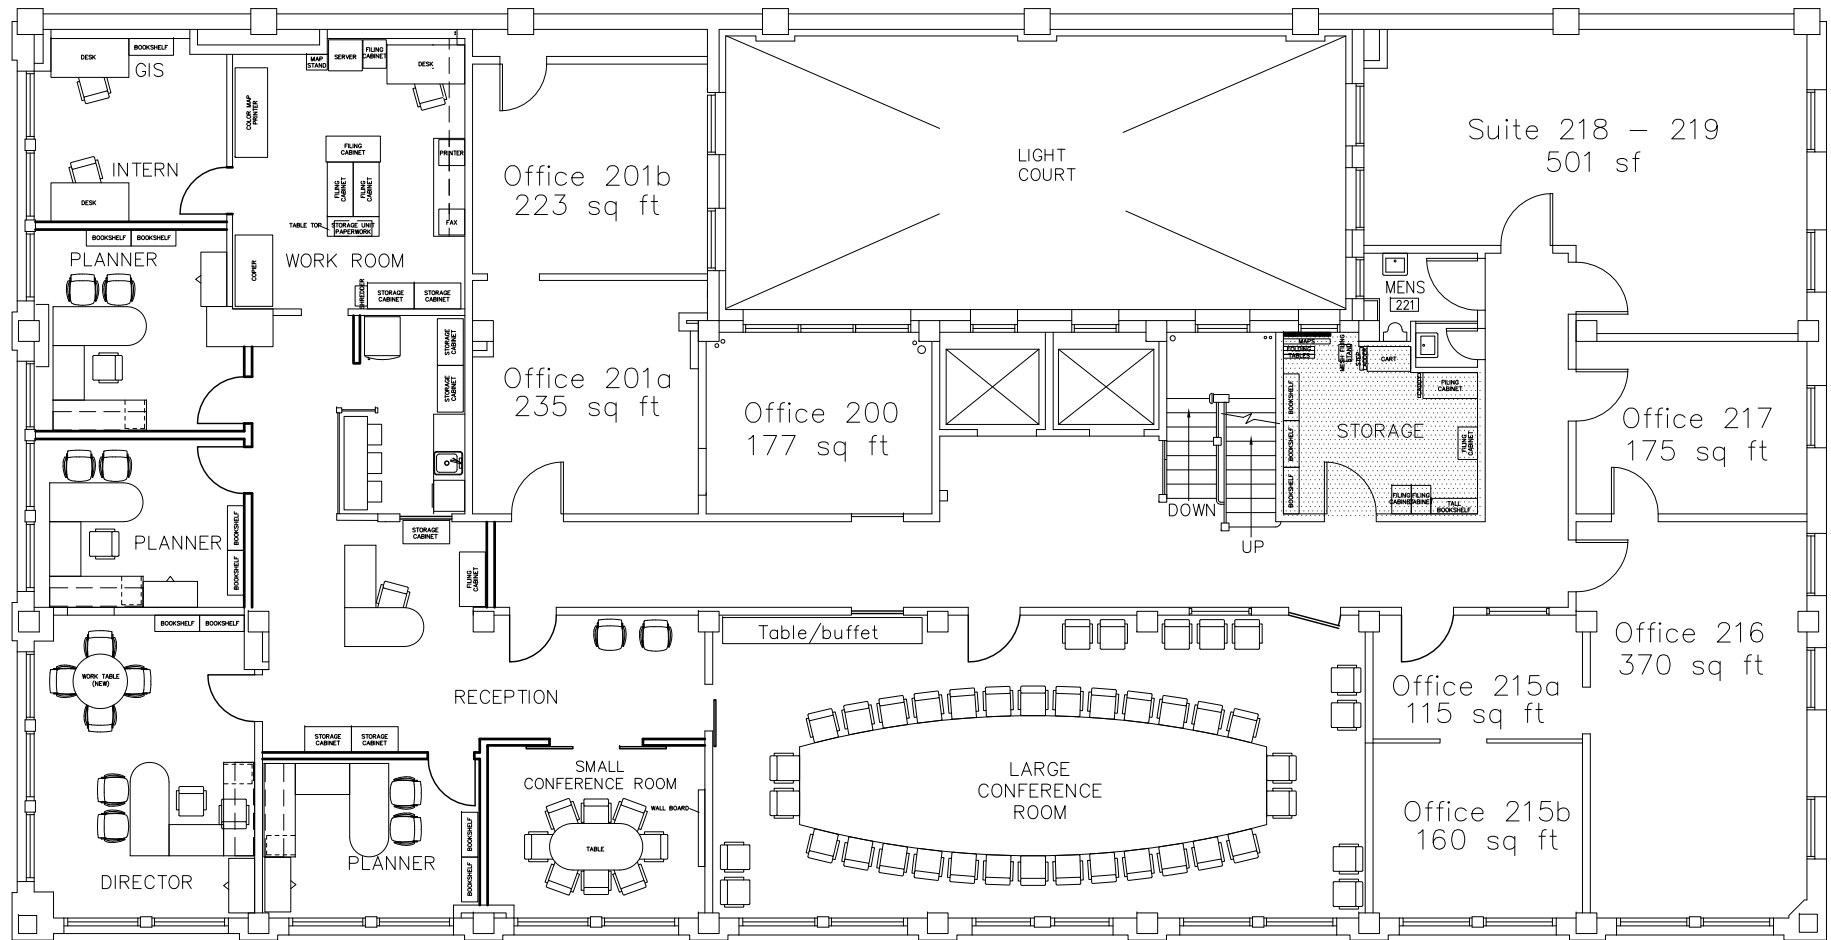 DESK
BOOKSHELF
GIS
INTERN
DESK
COLOR MAP
PRINTER
MAP
STAND
SERVER
FILING
CABINET
DESK
FILING
CABINET
FILING
CABINET
FILING
CABINET
TABLE TOP
STORAGE UNIT
PAPERWORK
PRINTER
FAX
COPIER
WORK ROOM
SHREDDER
STORAGE
CABINET
STORAGE
CABINET
STORAGE
CABINET
STORAGE
CABINET
BOOKSHELF
BOOKSHELF
PLANNER
PLANNER
BOOKSHELF
BOOKSHELF
STORAGE
CABINET
FILING
CABINET
Office 201b
223 sq ft
Office 201a
235 sq ft
Office 200
177 sq ft
LIGHT
COURT
Suite 218 - 219
501 sf
MENS
221
MAPS
FOLDING
TABLES
MESH FILING
STAND
STEP
LADDER
CART
FILING
CABINET
BOOKSHELF
BOOKSHELF
BOOKSHELF
STORAGE
FILING
CABINET
FILING
CABINET
FILING
CABINET
TALL
BOOKSHELF
DOWN
UP
Office 217
175 sq ft
Office 216
370 sq ft
BOOKSHELF
BOOKSHELF
WORK TABLE
(NEW)
DIRECTOR
RECEPTION
STORAGE
CABINET
STORAGE
CABINET
PLANNER
BOOKSHELF
BOOKSHELF
SMALL
CONFERENCE ROOM
WALL BOARD
TABLE
Table/buffet
LARGE
CONFERENCE
ROOM
Office 215a
115 sq ft
Office 215b
160 sq ft